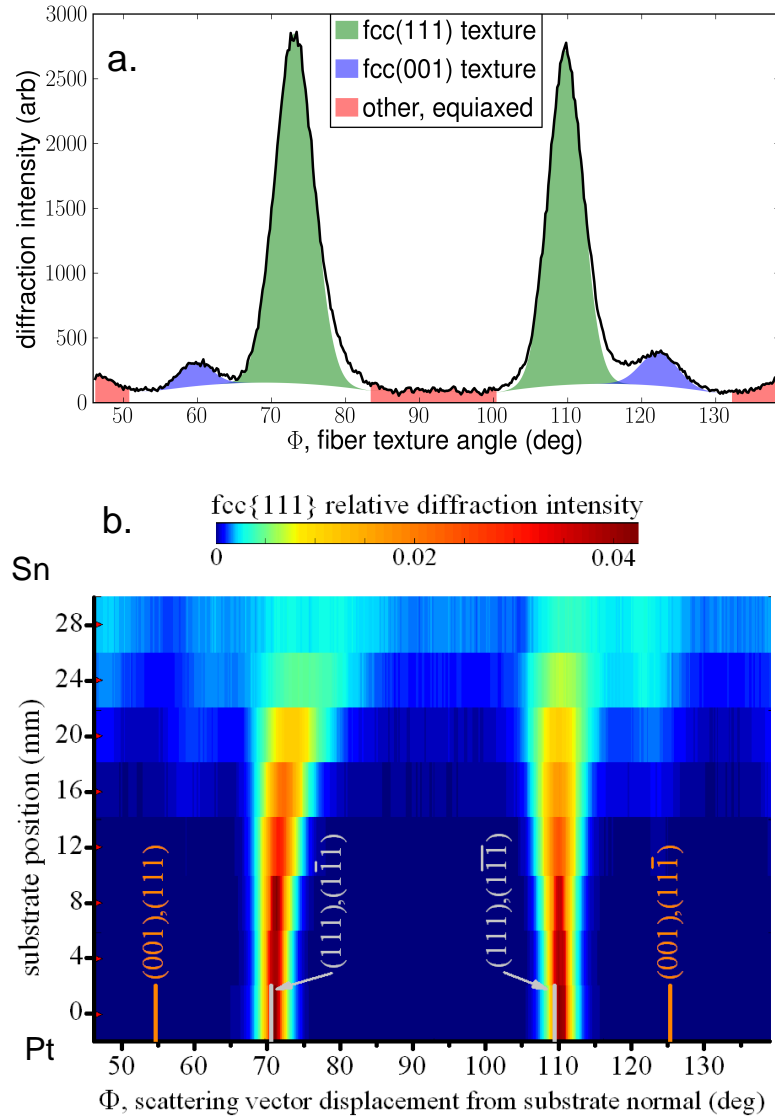 a.
fcc(111) texture
fcc(001) texture
other, equiaxed
diffraction intensity (arb)
3000
2500
2000
1500
1000
500
0
50 60 70 80 90 100 110 120 130
Φ, fiber texture angle (deg)
b.
fcc{111} relative diffraction intensity
0 0.02 0.04
Sn
substrate position (mm)
28
24
20
16
12
8
4
0
(001),(111)
(111),(11̄1)
(111),(1̄1̄1)
(001),(111̄)
Pt
50 60 70 80 90 100 110 120 130
Φ, scattering vector displacement from substrate normal (deg)